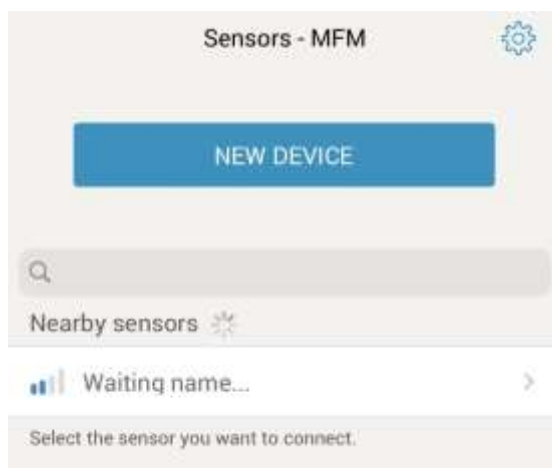 Sensors - MFM
NEW DEVICE
Nearby sensors
Waiting name...
Select the sensor you want to connect.